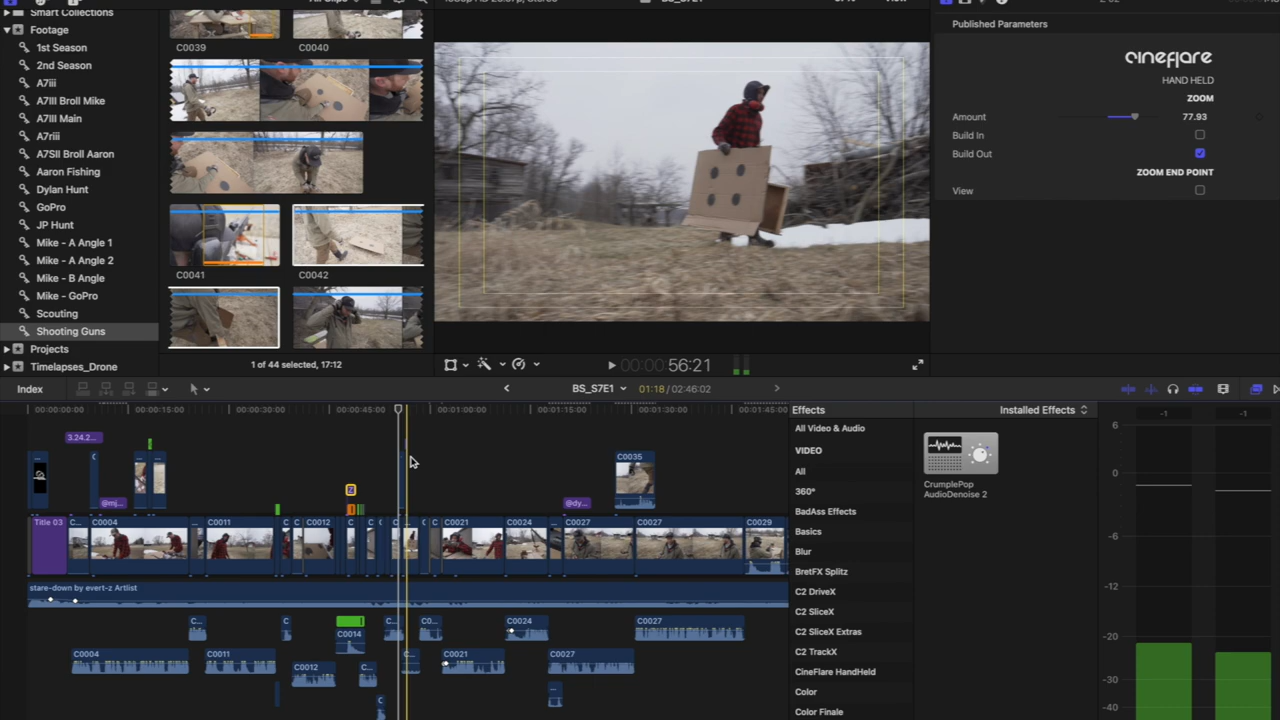 Smart Collections
Footage
1st Season
2nd Season
A7iii
A7III Broll Mike
A7III Main
A7riii
A7SII Broll Aaron
Aaron Fishing
Dylan Hunt
GoPro
JP Hunt
Mike - A Angle 1
Mike - A Angle 2
Mike - B Angle
Mike - GoPro
Scouting
Shooting Guns
Projects
Timelapses_Drone
C0039
C0040
C0041
C0042
1 of 44 selected, 17:12
00:00:56:21
Published Parameters
cineflare
HAND HELD
ZOOM
Amount
77.93
Build In
Build Out
ZOOM END POINT
View
Index
BS_S7E1
01:18 / 02:46:02
00:00:00:00
00:00:15:00
00:00:30:00
00:00:45:00
00:01:00:00
00:01:15:00
00:01:30:00
00:01:45:00
3.24.2...
C
C0035
@mj...
@dy...
Title 03
C...
C0004
C0011
C
C
C0012
C
C
C
C
C0021
C0024
...
C0027
C0027
C0029
stare-down by evert-z Artlist
C...
C
C0014
C...
C0...
C0024
C0027
C0004
C0011
C0012
C...
C...
C0021
C0027
...
C
Effects
Installed Effects
All Video & Audio
VIDEO
All
360°
BadAss Effects
Basics
Blur
BretFX Splitz
C2 DriveX
C2 SliceX
C2 SliceX Extras
C2 TrackX
CineFlare HandHeld
Color
Color Finale
CrumplePop
AudioDenoise 2
-1
-1
6
0
-6
-12
-20
-30
-40